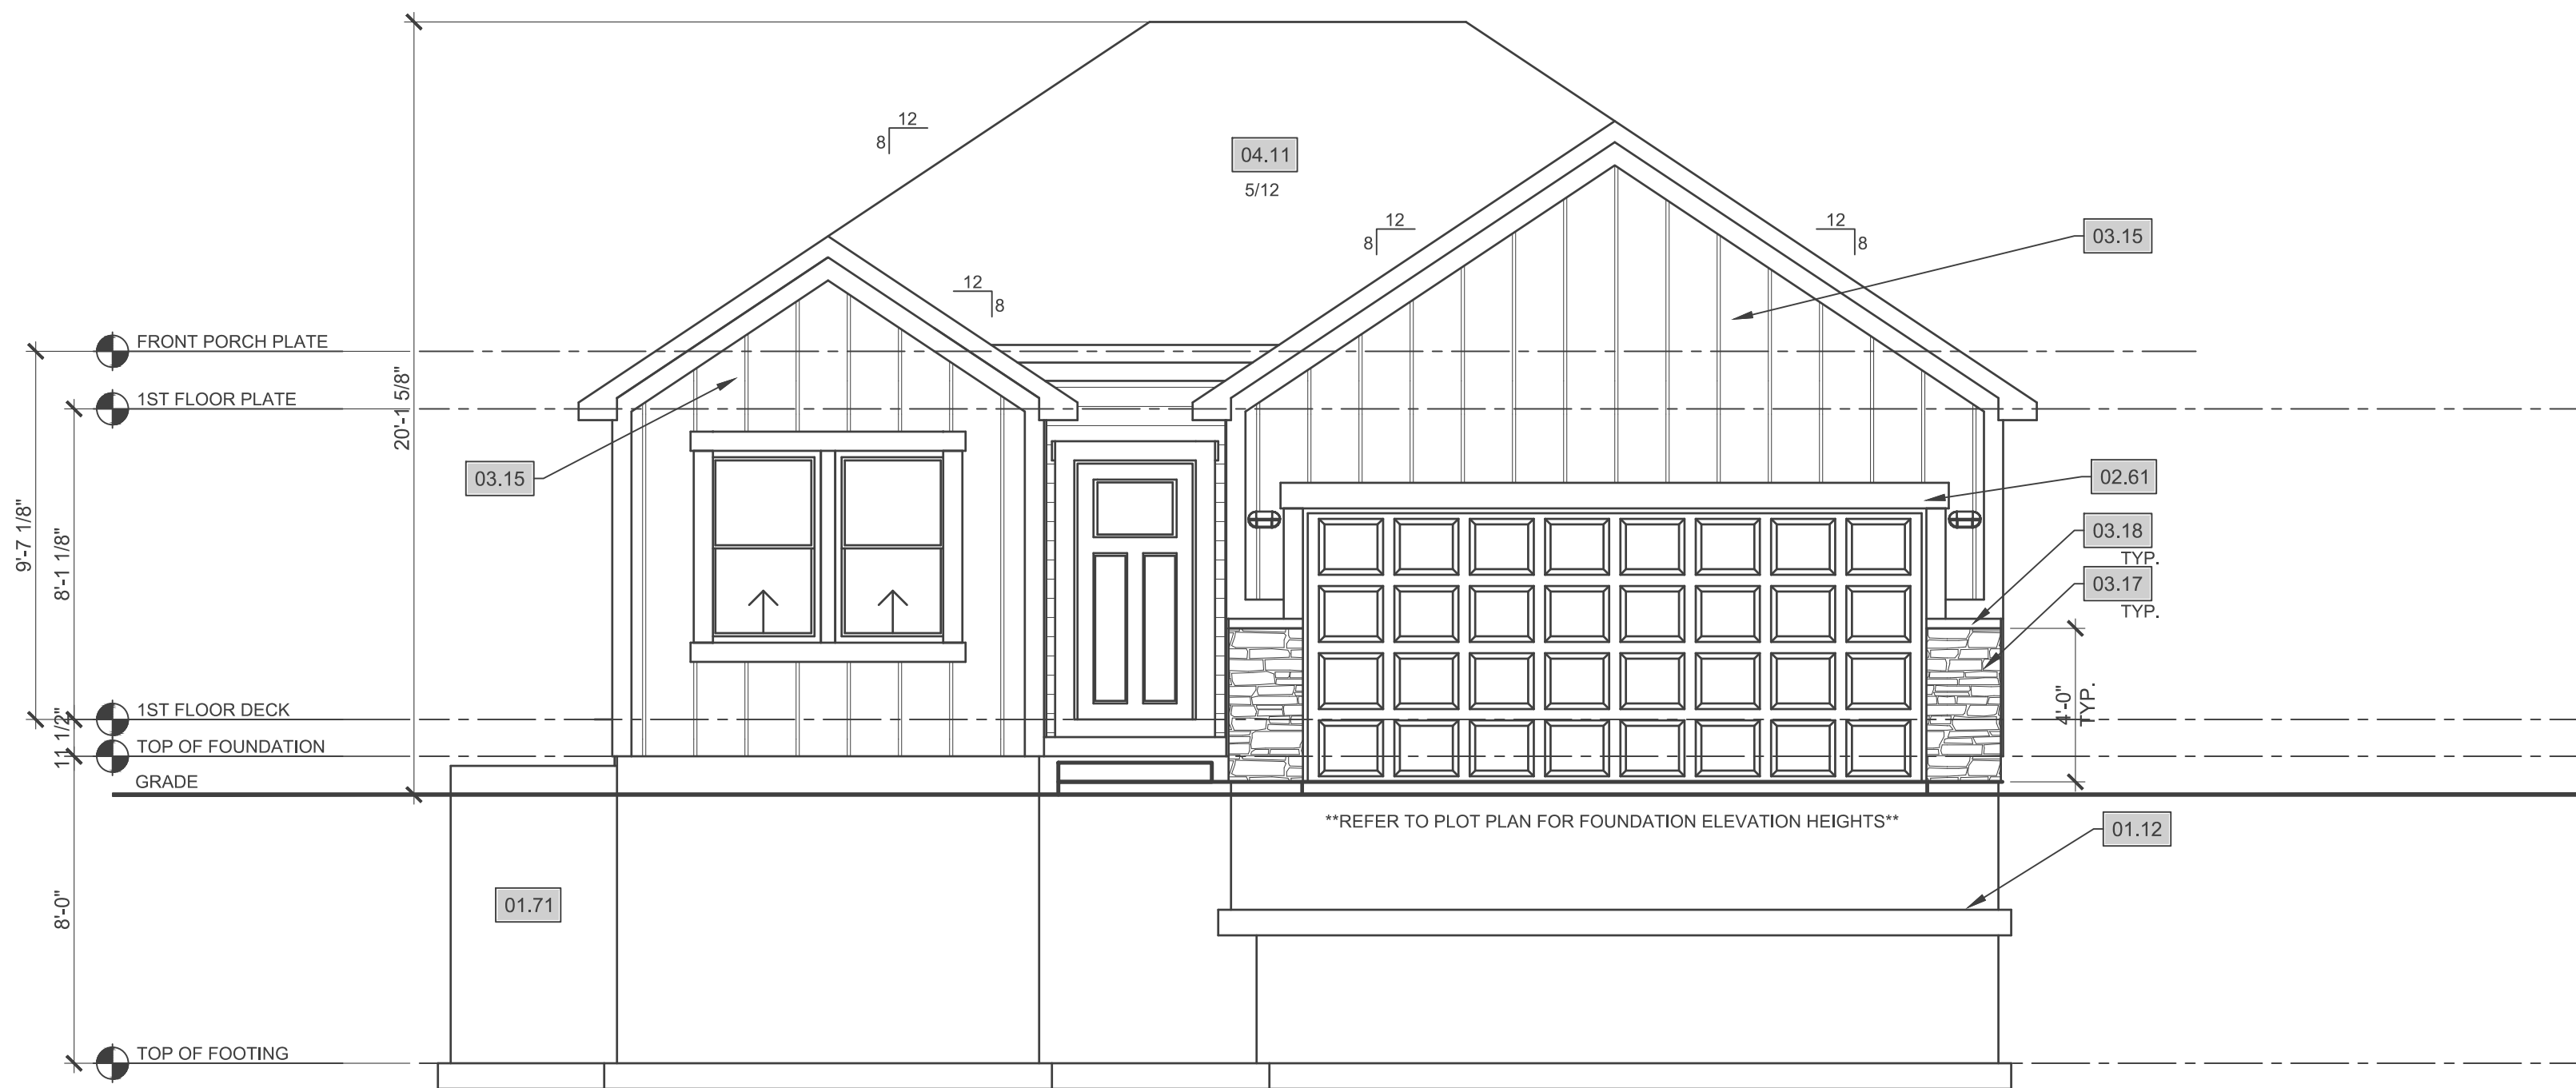 12
8
04.11
5/12
12
8
12
8
03.15
12
8
FRONT PORCH PLATE
1ST FLOOR PLATE
20'-1 5/8"
03.15
02.61
03.18
TYP.
03.17
TYP.
9'-7 1/8"
8'-1 1/8"
4'-0"
TYP.
1ST FLOOR DECK
11 1/2"
TOP OF FOUNDATION
GRADE
**REFER TO PLOT PLAN FOR FOUNDATION ELEVATION HEIGHTS**
01.12
01.71
8'-0"
TOP OF FOOTING